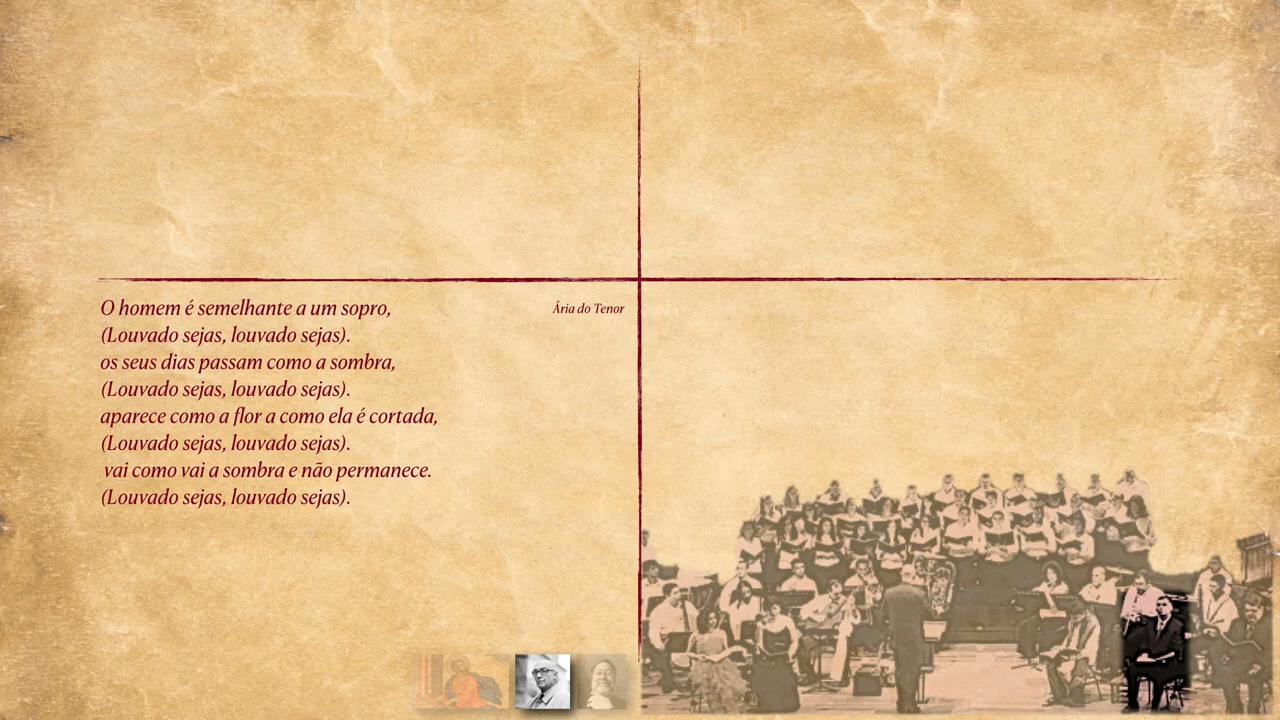 O homem é semelhante a um sopro,
Ária do Tenor
(Louvado sejas, louvado sejas).
os seus dias passam como a sombra,
(Louvado sejas, louvado sejas).
aparece como a flor a como ela é cortada,
(Louvado sejas, louvado sejas).
vai como vai a sombra e não permanece.
(Louvado sejas, louvado sejas).